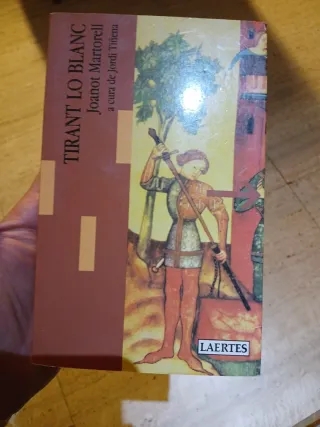 TIRANT LO BLANC
Joanot Martorell
a cura de Jordi Tiñena
LAERTES